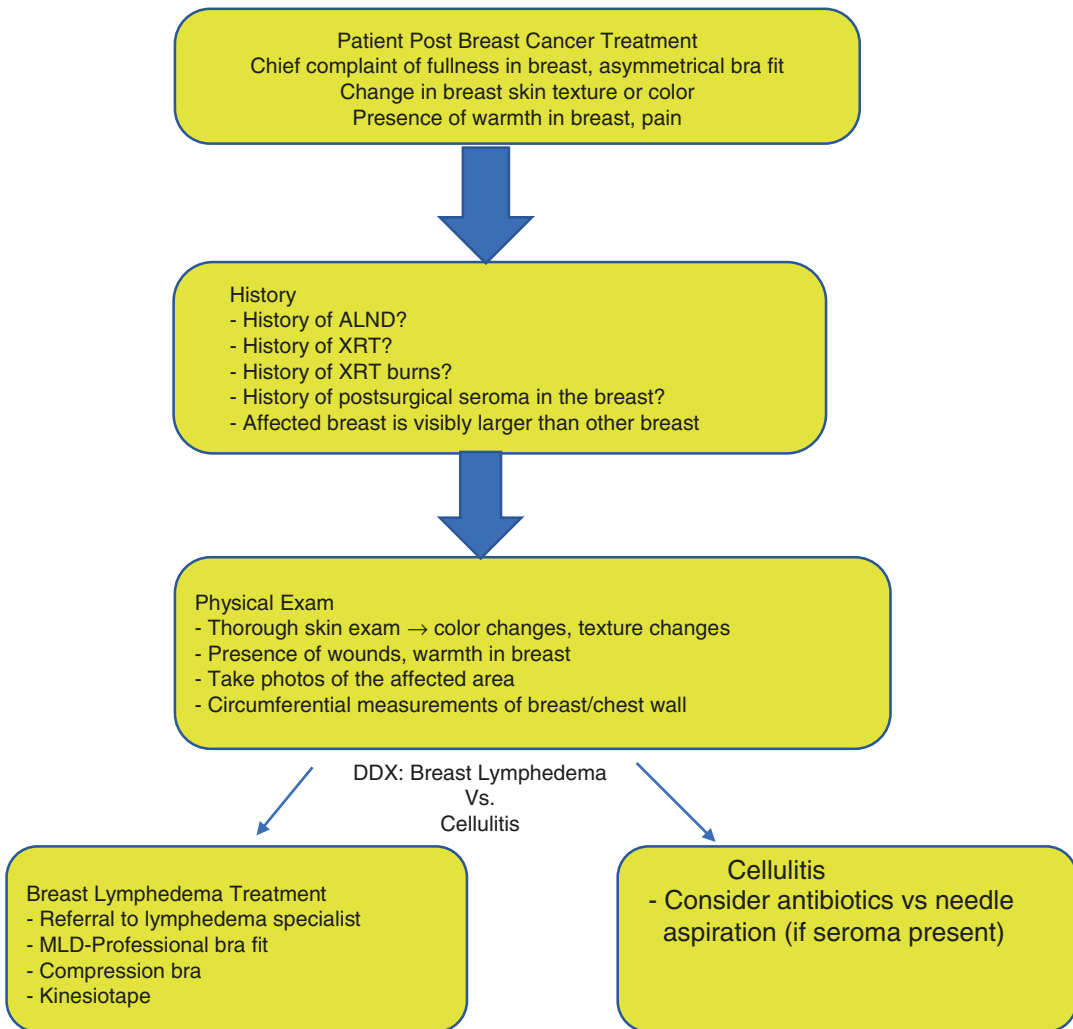 Patient Post Breast Cancer Treatment
Chief complaint of fullness in breast, asymmetrical bra fit
Change in breast skin texture or color
Presence of warmth in breast, pain
History
- History of ALND?
- History of XRT?
- History of XRT burns?
- History of postsurgical seroma in the breast?
- Affected breast is visibly larger than other breast
Physical Exam
- Thorough skin exam → color changes, texture changes
- Presence of wounds, warmth in breast
- Take photos of the affected area
- Circumferential measurements of breast/chest wall
DDX: Breast Lymphedema
Vs.
Cellulitis
Breast Lymphedema Treatment
- Referral to lymphedema specialist
- MLD-Professional bra fit
- Compression bra
- Kinesiotape
Cellulitis
- Consider antibiotics vs needle
aspiration (if seroma present)